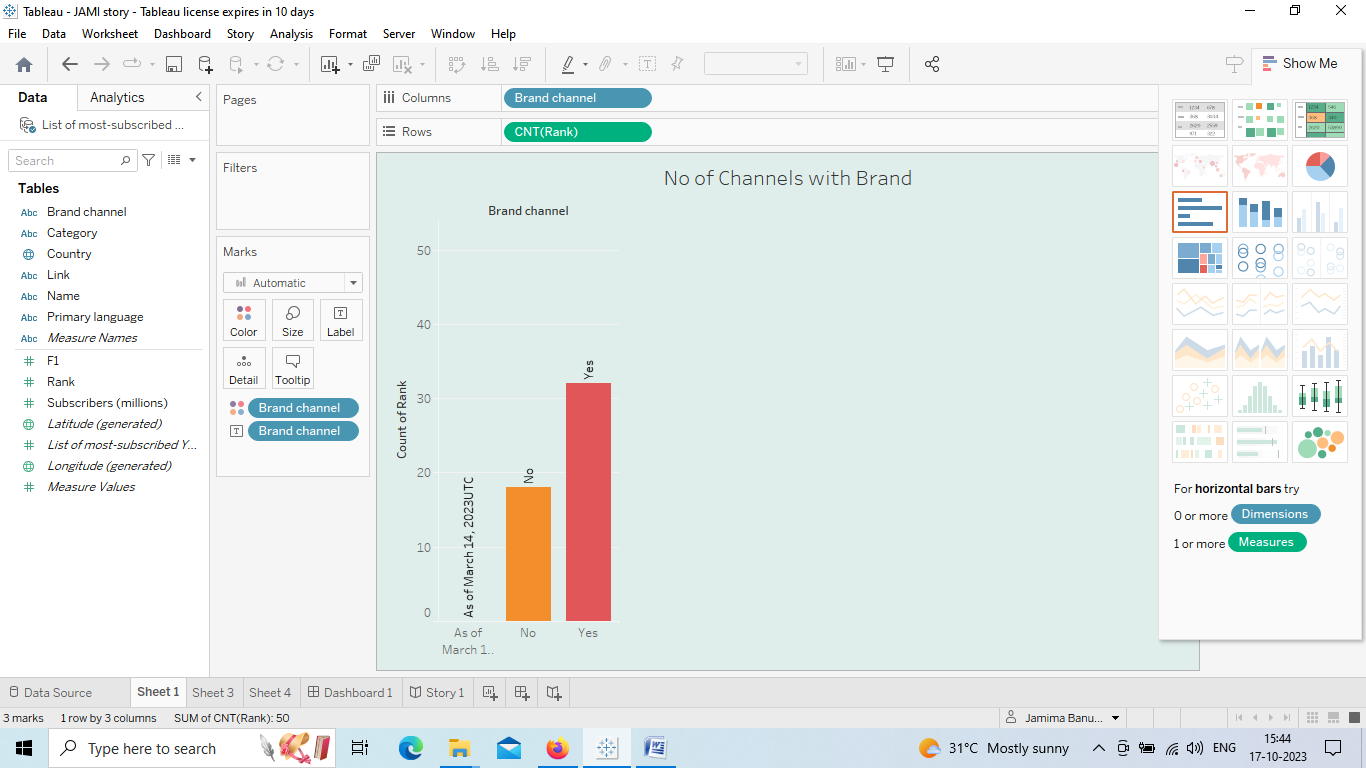 Tableau - JAMI story - Tableau license expires in 10 days
File Data Worksheet Dashboard Story Analysis Format Server Window Help
Show Me
Data Analytics
List of most-subscribed ...
Search
Tables
Abc Brand channel
Abc Category
Country
Abc Link
Abc Name
Abc Primary language
Abc Measure Names
F1
Rank
Subscribers (millions)
Latitude (generated)
List of most-subscribed Y...
Longitude (generated)
Measure Values
Pages
Filters
Marks
Automatic
Color Size Label
Detail Tooltip
Brand channel
Brand channel
Columns Brand channel
Rows CNT(Rank)
No of Channels with Brand
Brand channel
Count of Rank
50
40
30
20
10
0
As of March 14, 2023UTC
No
Yes
As of
March 1..
No
Yes
For horizontal bars try
0 or more Dimensions
1 or more Measures
Data Source Sheet 1 Sheet 3 Sheet 4 Dashboard 1 Story 1
3 marks 1 row by 3 columns SUM of CNT(Rank): 50
Jamima Banu...
Type here to search
31°C Mostly sunny
ENG
15:44
17-10-2023